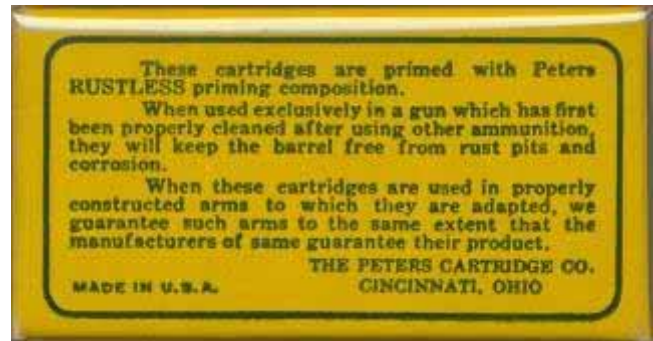 These cartridges are primed with Peters
RUSTLESS priming composition.
When used exclusively in a gun which has first
been properly cleaned after using other ammunition,
they will keep the barrel free from rust pits and
corrosion.
When these cartridges are used in properly
constructed arms to which they are adapted, we
guarantee such arms to the same extent that the
manufacturers of same guarantee their product.
THE PETERS CARTRIDGE CO.
MADE IN U.S.A. CINCINNATI, OHIO